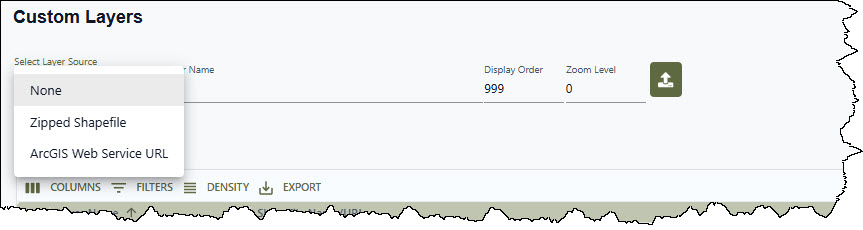 Custom Layers
Select Layer Source
Name
Display Order
Zoom Level
None
999
0
Zipped Shapefile
ArcGIS Web Service URL
COLUMNS FILTERS DENSITY EXPORT